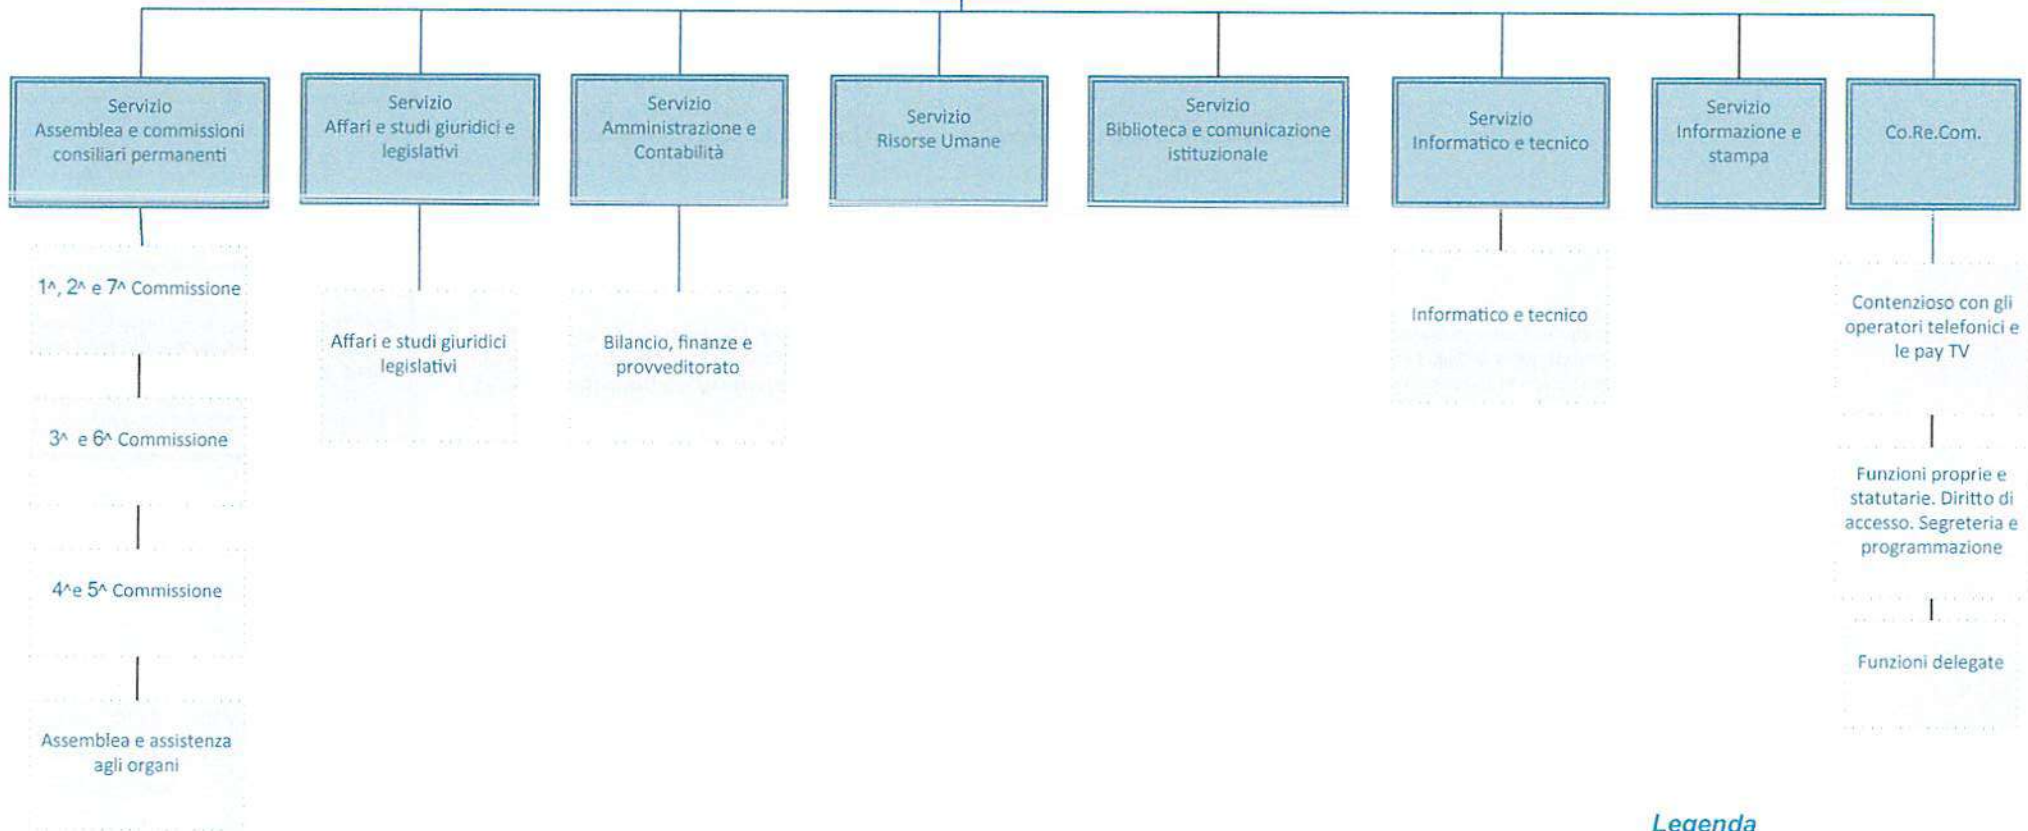 Servizio
Assemblea e commissioni
consiliari permanenti
Servizio
Affari e studi giuridici e
legislativi
Servizio
Amministrazione e
Contabilità
Servizio
Risorse Umane
Servizio
Biblioteca e comunicazione
istituzionale
Servizio
Informatico e tecnico
Servizio
Informazione e
stampa
Co.Re.Com.
1^, 2^ e 7^ Commissione
3^ e 6^ Commissione
4^e 5^ Commissione
Assemblea e assistenza
agli organi
Affari e studi giuridici
legislativi
Bilancio, finanze e
provveditorato
Informatico e tecnico
Contenzioso con gli
operatori telefonici e
le pay TV
Funzioni proprie e
statutarie. Diritto di
accesso. Segreteria e
programmazione
Funzioni delegate
Legenda